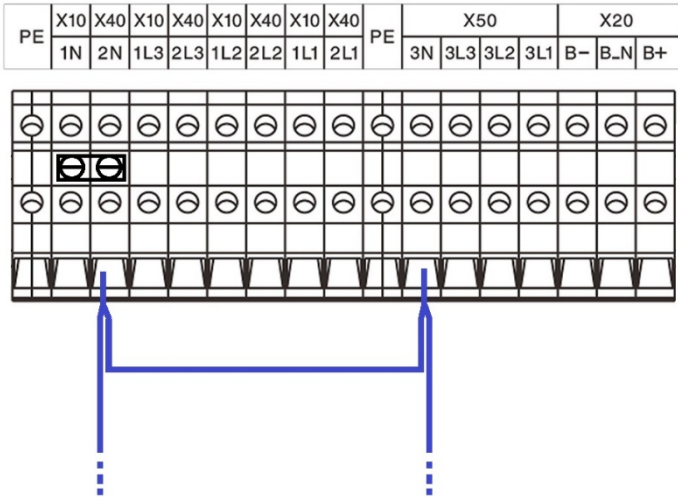 PE X10 X40 X10 X40 X10 X40 X10 X40 PE X50 X20
1N 2N 1L3 2L3 1L2 2L2 1L1 2L1 3N 3L3 3L2 3L1 B− B_N B+